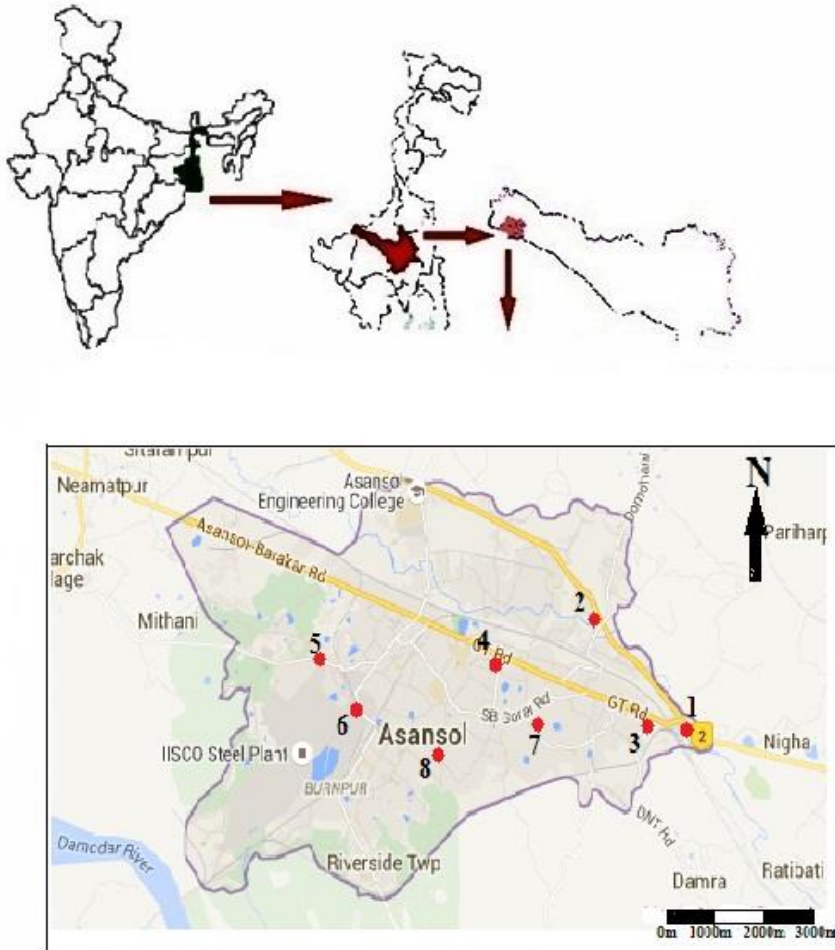 Sitarampur
Neamatpur
Asansol
Engineering College
N
Domohani
Pariharp
Asansol-Barakar Rd
archak
lage
Mithani
2
5
4
GT Rd
1
6
SB Gorai Rd
GT Rd
7
3
2
Asansol
Nigha
IISCO Steel Plant
8
BURNPUR
DNT Rd
Damodar River
Riverside Twp
Damra
Ratibati
0m 1000m 2000m 3000m